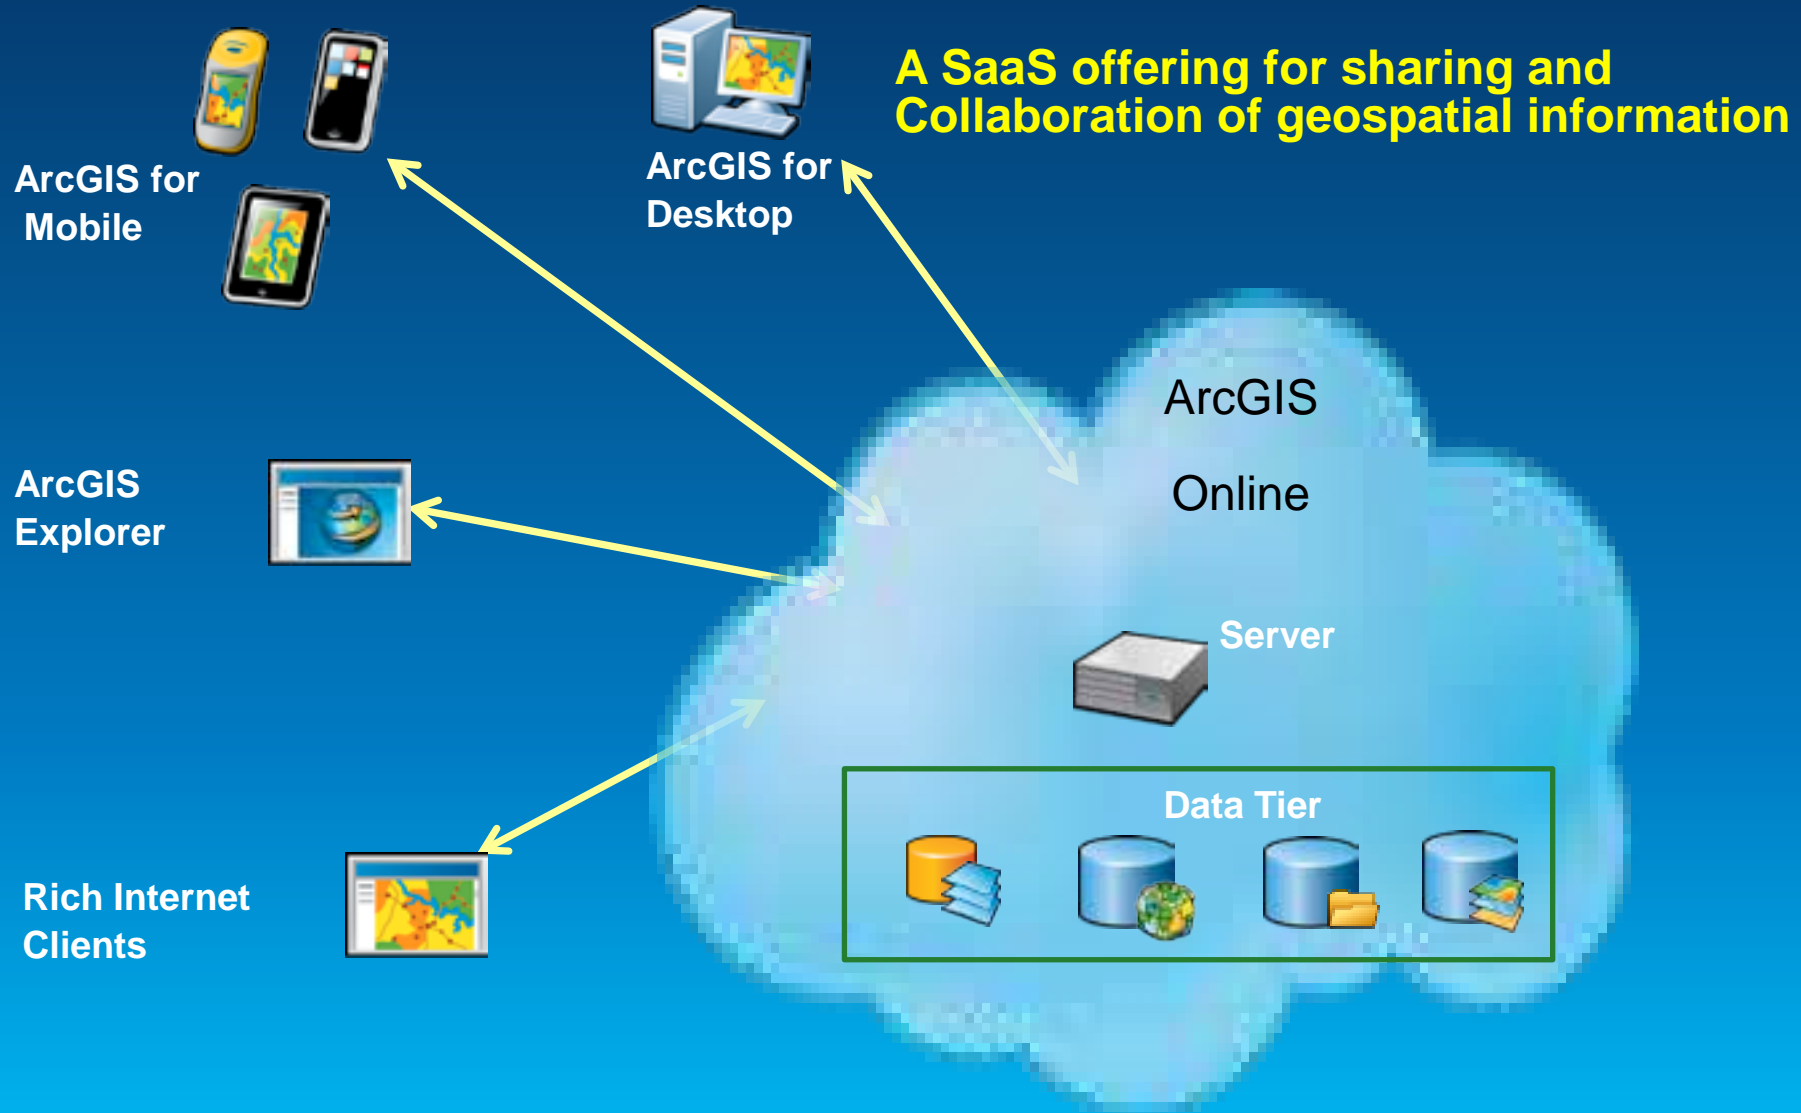 A SaaS offering for sharing and
Collaboration of geospatial information
ArcGIS for
Mobile
ArcGIS for
Desktop
ArcGIS
Online
ArcGIS
Explorer
Server
Data Tier
Rich Internet
Clients